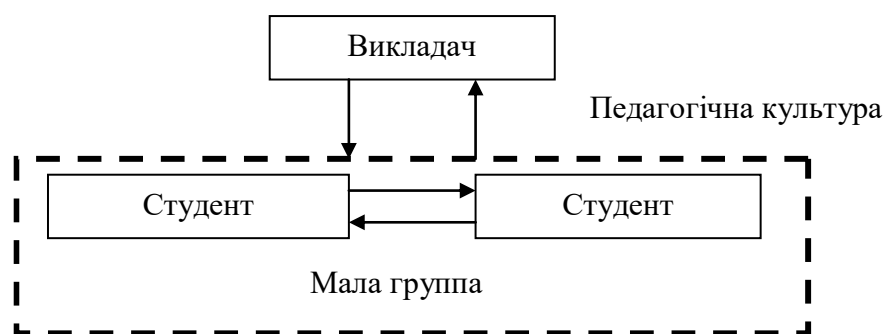 Викладач
Педагогічна культура
Студент
Студент
Мала группа